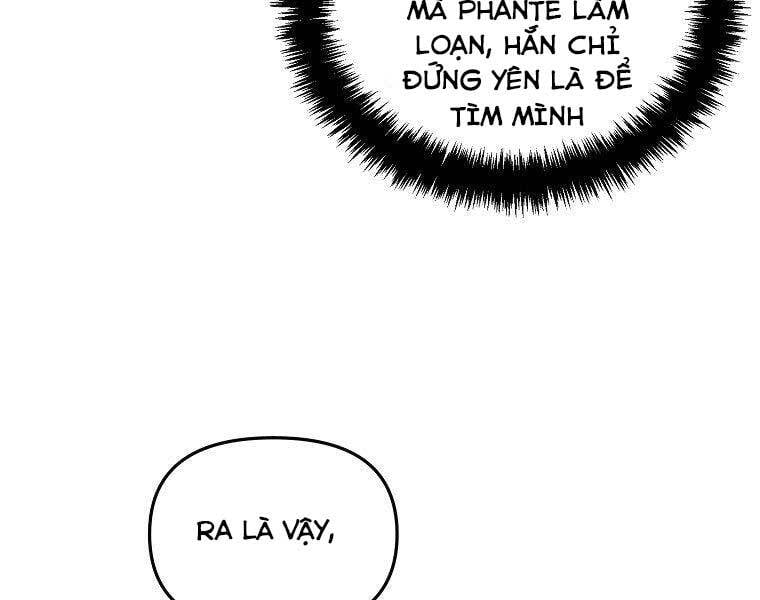 MÀ PHANTE LÀM
LOẠN, HẮN CHỈ
ĐỨNG YÊN LÀ ĐỂ
TÌM MÌNH
RA LÀ VẬY,